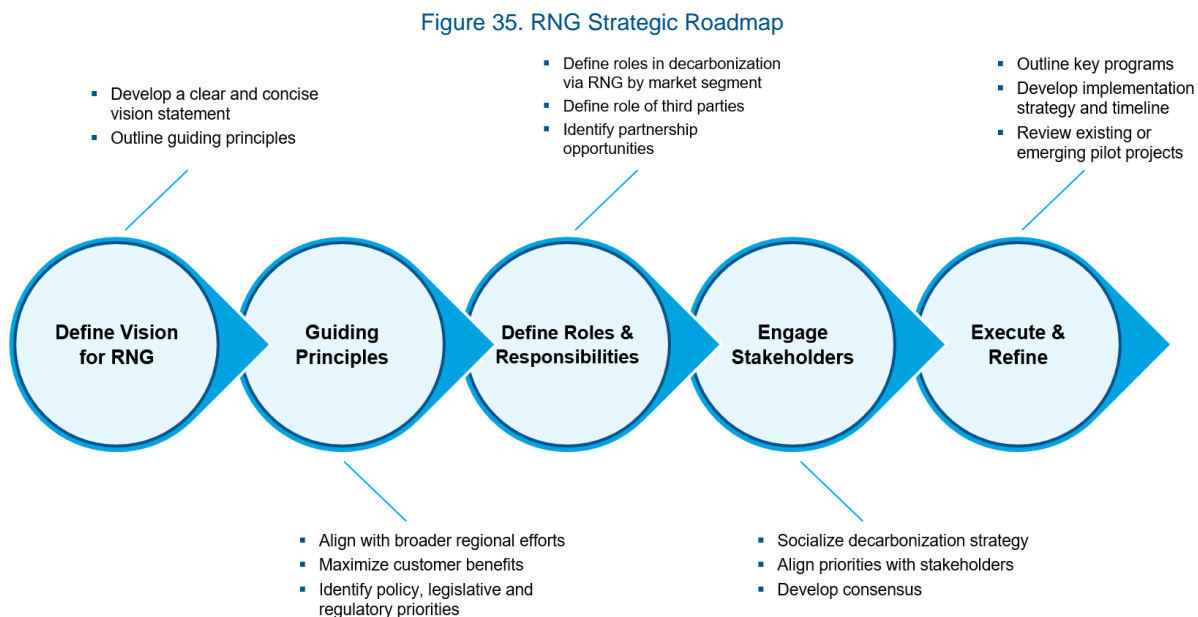 Figure 35. RNG Strategic Roadmap
▪ Develop a clear and concise
vision statement
▪ Outline guiding principles
▪ Define roles in decarbonization
via RNG by market segment
▪ Define role of third parties
▪ Identify partnership
opportunities
▪ Outline key programs
▪ Develop implementation
strategy and timeline
▪ Review existing or
emerging pilot projects
Define Vision
for RNG
Guiding
Principles
Define Roles &
Responsibilities
Engage
Stakeholders
Execute &
Refine
▪ Align with broader regional efforts
▪ Maximize customer benefits
▪ Identify policy, legislative and
regulatory priorities
▪ Socialize decarbonization strategy
▪ Align priorities with stakeholders
▪ Develop consensus